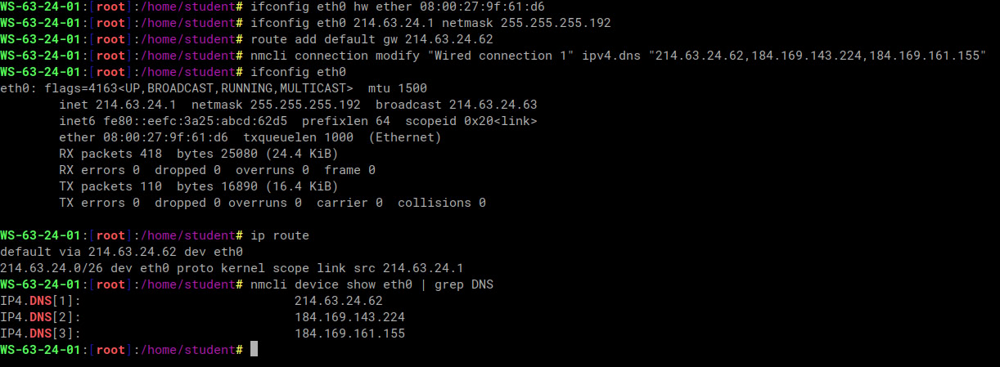 WS-63-24-01:[root]:/home/student# ifconfig eth0 hw ether 08:00:27:9f:61:d6
WS-63-24-01:[root]:/home/student# ifconfig eth0 214.63.24.1 netmask 255.255.255.192
WS-63-24-01:[root]:/home/student# route add default gw 214.63.24.62
WS-63-24-01:[root]:/home/student# nmcli connection modify "Wired connection 1" ipv4.dns "214.63.24.62,184.169.143.224,184.169.161.155"
WS-63-24-01:[root]:/home/student# ifconfig eth0
eth0: flags=4163<UP,BROADCAST,RUNNING,MULTICAST>  mtu 1500
        inet 214.63.24.1  netmask 255.255.255.192  broadcast 214.63.24.63
        inet6 fe80::eefc:3a25:abcd:62d5  prefixlen 64  scopeid 0x20<link>
        ether 08:00:27:9f:61:d6  txqueuelen 1000  (Ethernet)
        RX packets 418  bytes 25080 (24.4 KiB)
        RX errors 0  dropped 0  overruns 0  frame 0
        TX packets 110  bytes 16890 (16.4 KiB)
        TX errors 0  dropped 0 overruns 0  carrier 0  collisions 0
WS-63-24-01:[root]:/home/student# ip route
default via 214.63.24.62 dev eth0
214.63.24.0/26 dev eth0 proto kernel scope link src 214.63.24.1
WS-63-24-01:[root]:/home/student# nmcli device show eth0 | grep DNS
IP4.DNS[1]:                             214.63.24.62
IP4.DNS[2]:                             184.169.143.224
IP4.DNS[3]:                             184.169.161.155
WS-63-24-01:[root]:/home/student#